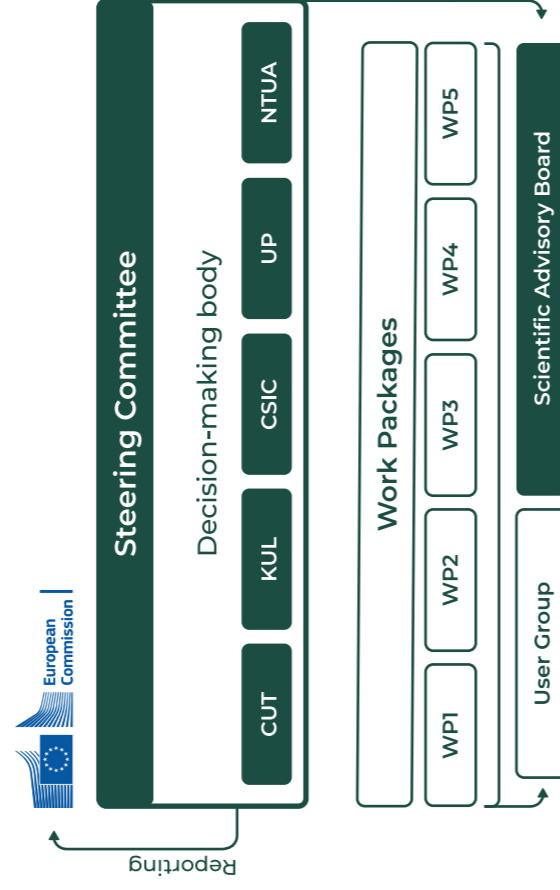 European
Commission
Reporting
Steering Committee
Decision-making body
CUT
KUL
CSIC
UP
NTUA
Work Packages
WP1
WP2
WP3
WP4
WP5
User Group
Scientific Advisory Board